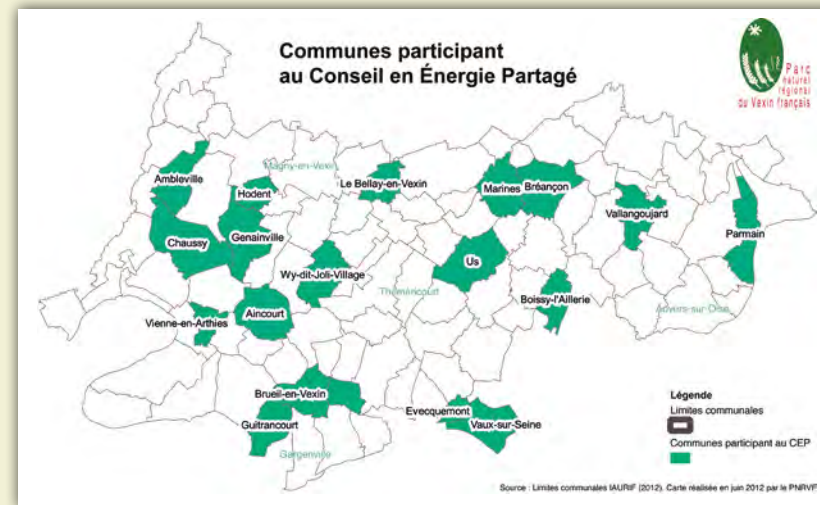 Communes participant
au Conseil en Énergie Partagé
Parc
naturel
régional
du Vexin français
Magny-en-Vexin
Ambleville
Hodent
Le Bellay-en-Vexin
Marines
Bréançon
Vallangoujard
Parmain
Chaussy
Genainville
Wy-dit-Joli-Village
Us
Théméricourt
Boissy-l'Aillerie
Auvers-sur-Oise
Vienne-en-Arthies
Aincourt
Brueil-en-Vexin
Guitrancourt
Gargenville
Evecquemont
Vaux-sur-Seine
Légende
Limites communales
Communes participant au CEP
Source : Limites communales IAURIF (2012). Carte réalisée en juin 2012 par le PNRVF